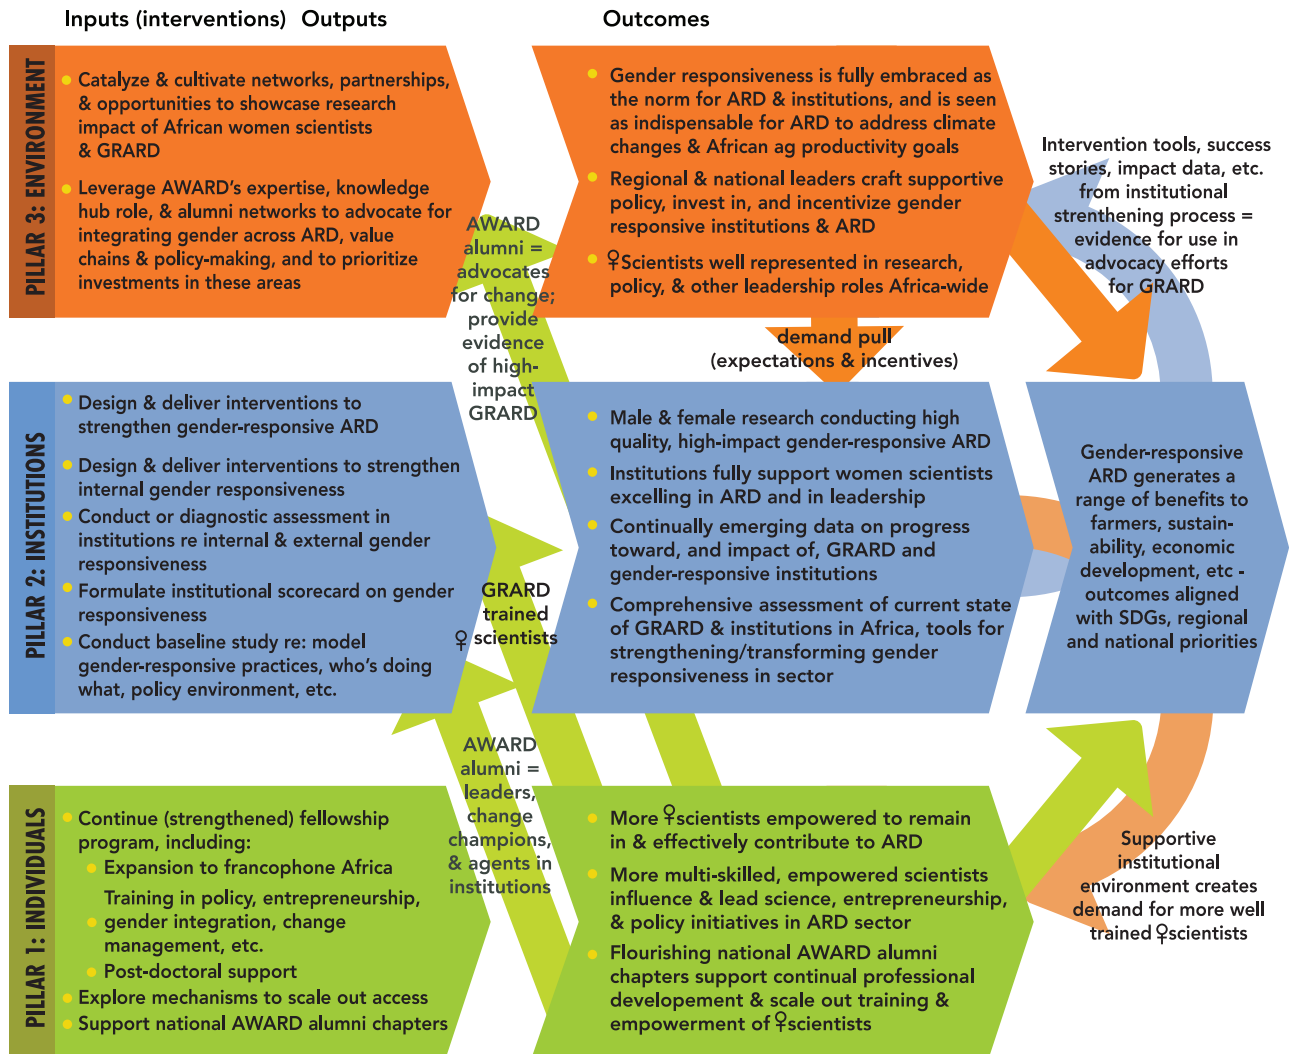 Inputs (interventions) Outputs
Outcomes
PILLAR 3: ENVIRONMENT
Catalyze & cultivate networks, partnerships,
& opportunities to showcase research
impact of African women scientists
& GRARD
Leverage AWARD's expertise, knowledge
hub role, & alumni networks to advocate for
integrating gender across ARD, value
chains & policy-making, and to prioritize
investments in these areas
AWARD
alumni =
advocates
for change;
provide
evidence
of high-
impact
GRARD
Gender responsiveness is fully embraced as
the norm for ARD & institutions, and is seen
as indispensable for ARD to address climate
changes & African ag productivity goals
Regional & national leaders craft supportive
policy, invest in, and incentivize gender
responsive institutions & ARD
♀Scientists well represented in research,
policy, & other leadership roles Africa-wide
Intervention tools, success
stories, impact data, etc.
from institutional
strenthening process =
evidence for use in
advocacy efforts
for GRARD
demand pull
(expectations & incentives)
PILLAR 2: INSTITUTIONS
Design & deliver interventions to
strengthen gender-responsive ARD
Design & deliver interventions to strengthen
internal gender responsiveness
Conduct or diagnostic assessment in
institutions re internal & external gender
responsiveness
Formulate institutional scorecard on gender
responsiveness
Conduct baseline study re: model
gender-responsive practices, who's doing
what, policy environment, etc.
GRARD
trained
♀ scientists
Male & female research conducting high
quality, high-impact gender-responsive ARD
Institutions fully support women scientists
excelling in ARD and in leadership
Continually emerging data on progress
toward, and impact of, GRARD and
gender-responsive institutions
Comprehensive assessment of current state
of GRARD & institutions in Africa, tools for
strengthening/transforming gender
responsiveness in sector
Gender-responsive
ARD generates a
range of benefits to
farmers, sustain-
ability, economic
development, etc -
outcomes aligned
with SDGs, regional
and national priorities
PILLAR 1: INDIVIDUALS
Continue (strengthened) fellowship
program, including:
Expansion to francophone Africa
Training in policy, entrepreneurship,
gender integration, change
management, etc.
Post-doctoral support
Explore mechanisms to scale out access
Support national AWARD alumni chapters
AWARD
alumni =
leaders,
change
champions,
& agents in
institutions
More ♀scientists empowered to remain
in & effectively contribute to ARD
More multi-skilled, empowered scientists
influence & lead science, entrepreneurship,
& policy initiatives in ARD sector
Flourishing national AWARD alumni
chapters support continual professional
developement & scale out training &
empowerment of ♀scientists
Supportive
institutional
environment creates
demand for more well
trained ♀scientists